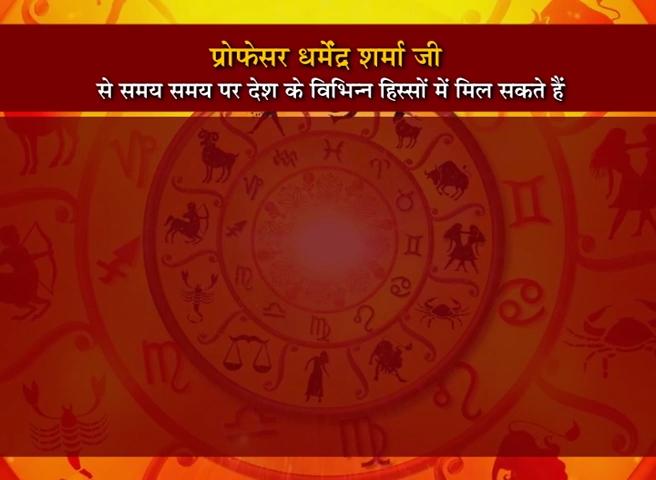 प्रोफेसर धर्मेंद्र शर्मा जी
से समय समय पर देश के विभिन्न हिस्सों में मिल सकते हैं